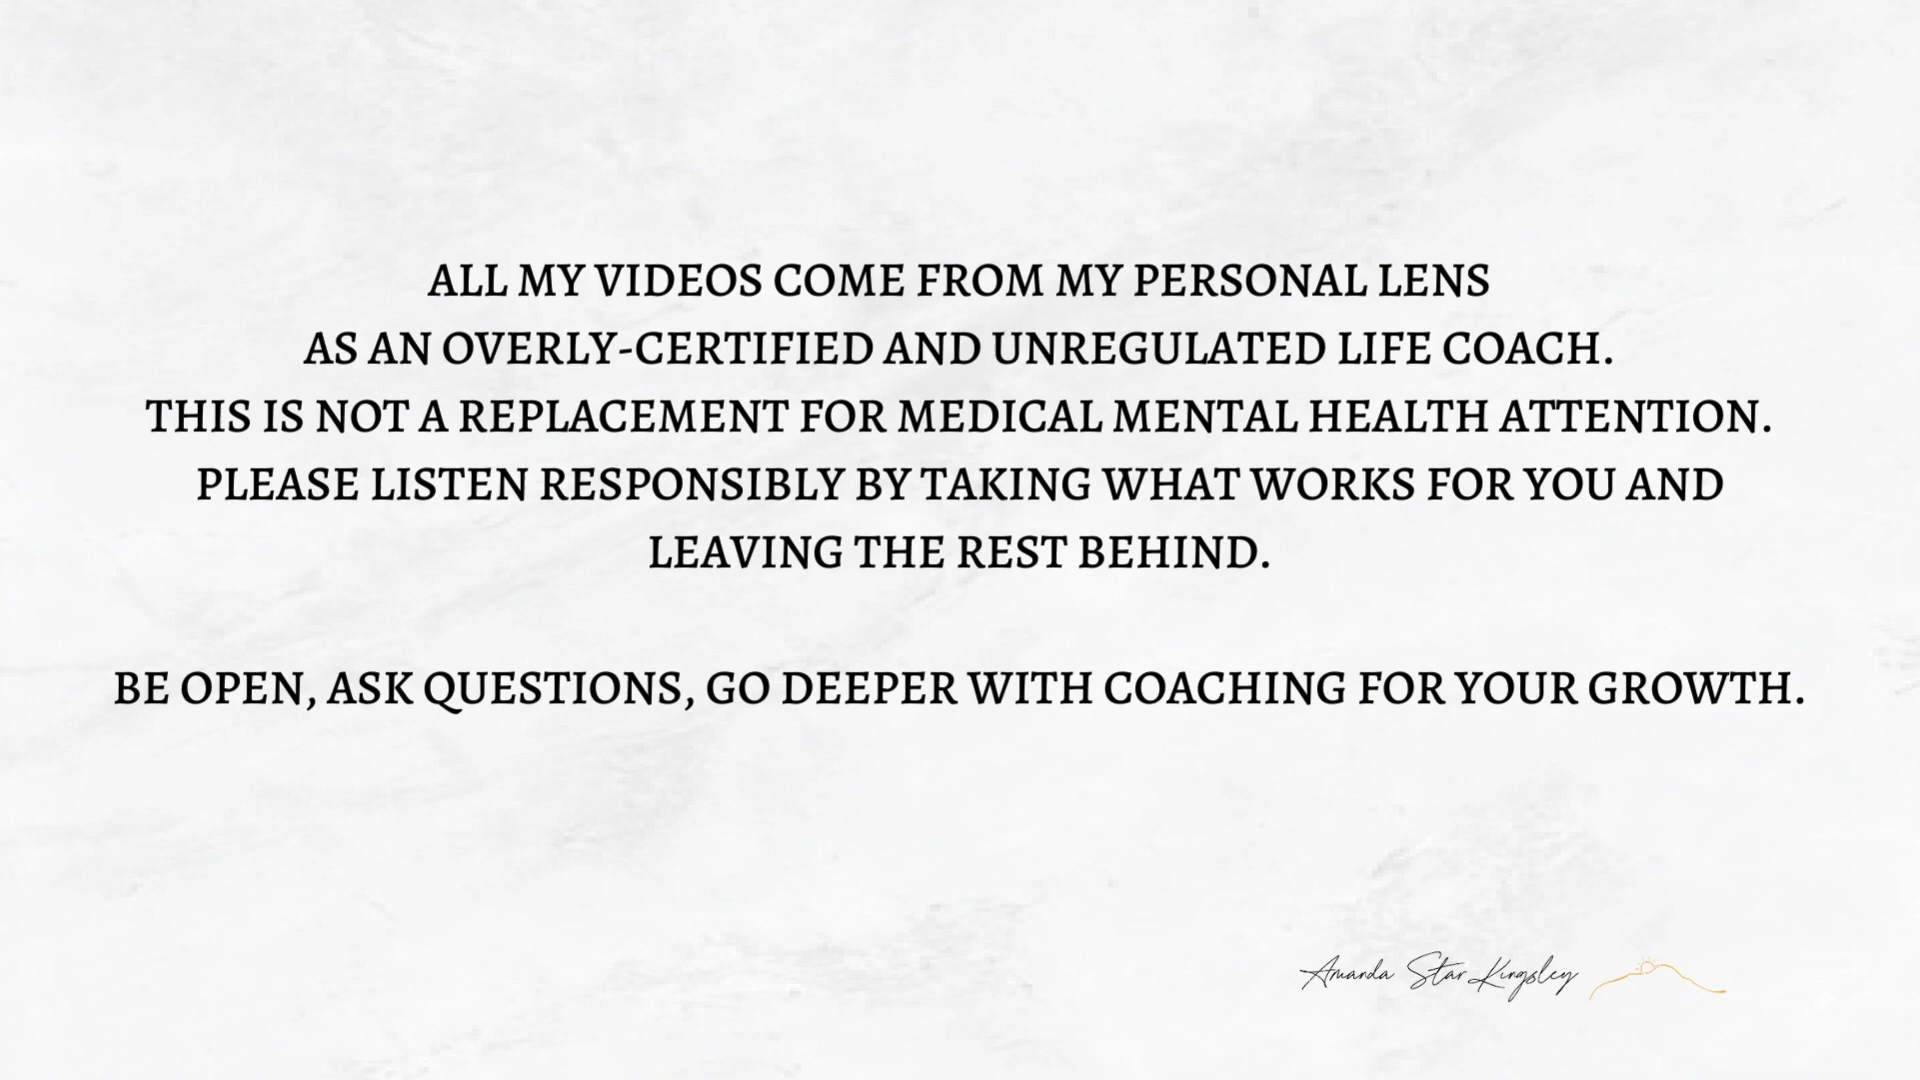 ALL MY VIDEOS COME FROM MY PERSONAL LENS
AS AN OVERLY-CERTIFIED AND UNREGULATED LIFE COACH.
THIS IS NOT A REPLACEMENT FOR MEDICAL MENTAL HEALTH ATTENTION.
PLEASE LISTEN RESPONSIBLY BY TAKING WHAT WORKS FOR YOU AND
LEAVING THE REST BEHIND.
BE OPEN, ASK QUESTIONS, GO DEEPER WITH COACHING FOR YOUR GROWTH.
Amanda Star Kingsley